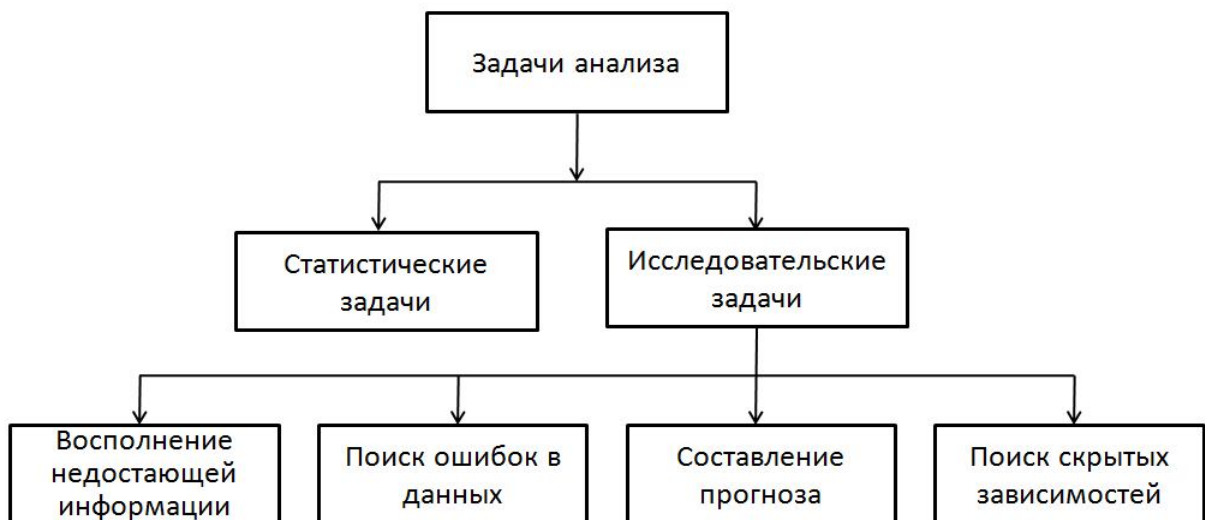 Задачи анализа
Статистические
задачи
Исследовательские
задачи
Восполнение
недостающей
информации
Поиск ошибок в
данных
Составление
прогноза
Поиск скрытых
зависимостей